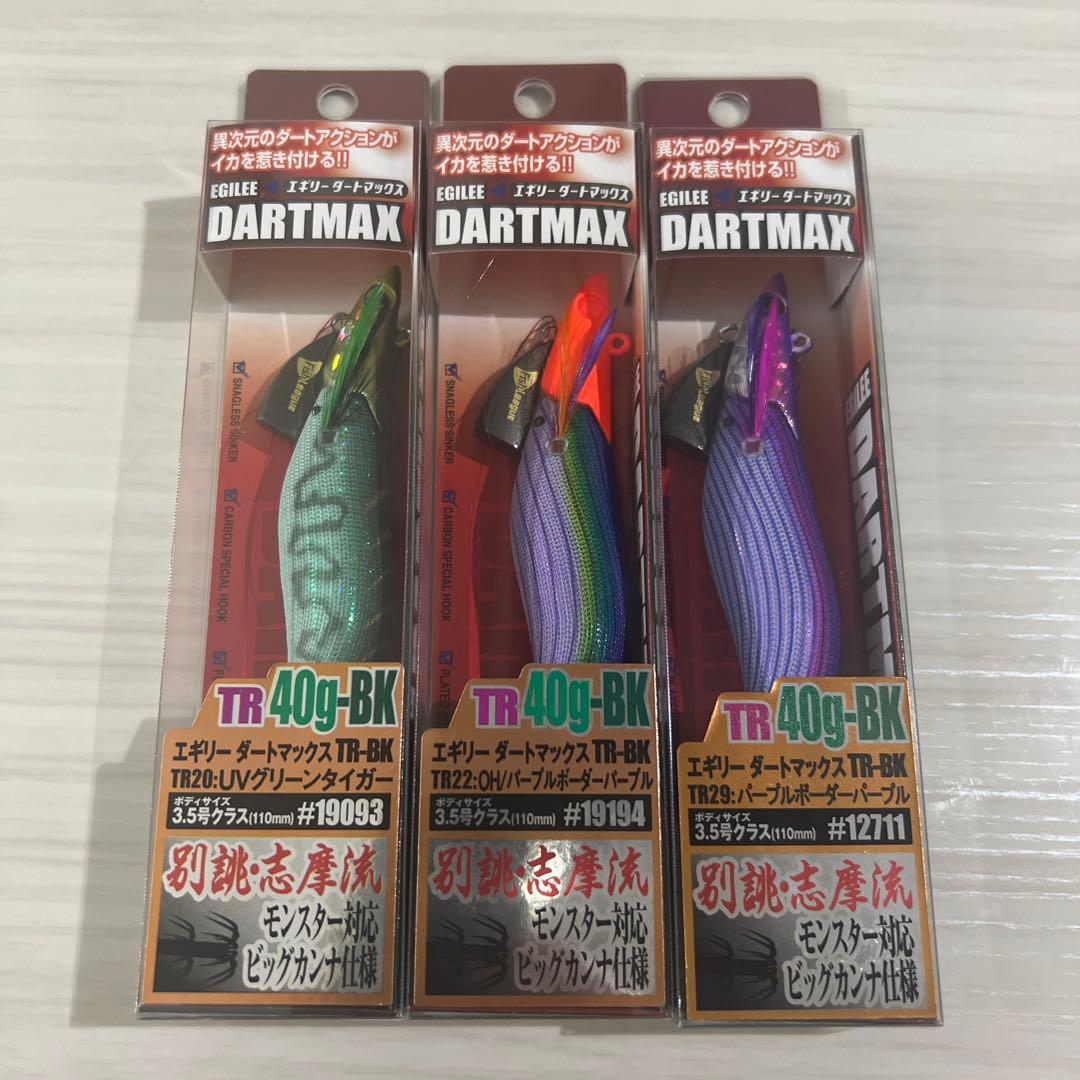 異次元のダートアクションが
イカを惹き付ける!!
EGILEE エギリー ダートマックス
DARTMAX
FishLeague
SNAGLESS SINKER
CARBON SPECIAL HOOK
TR 40g-BK
エギリー ダートマックス TR-BK
TR20:UVグリーンタイガー
ボディサイズ
3.5号クラス(110mm) #19093
別誂・志摩流
モンスター対応
ビッグカンナ仕様
異次元のダートアクションが
イカを惹き付ける!!
EGILEE エギリー ダートマックス
DARTMAX
FishLeague
SNAGLESS SINKER
CARBON SPECIAL HOOK
PLATED
TR 40g-BK
エギリー ダートマックス TR-BK
TR22:OH/パープルボーダーパープル
ボディサイズ
3.5号クラス(110mm) #19194
別誂・志摩流
モンスター対応
ビッグカンナ仕様
異次元のダートアクションが
イカを惹き付ける!!
EGILEE エギリー ダートマックス
DARTMAX
FishLeague
EGILEE
TR 40g-BK
エギリー ダートマックス TR-BK
TR29:パープルボーダーパープル
ボディサイズ
3.5号クラス(110mm) #12711
別誂・志摩流
モンスター対応
ビッグカンナ仕様